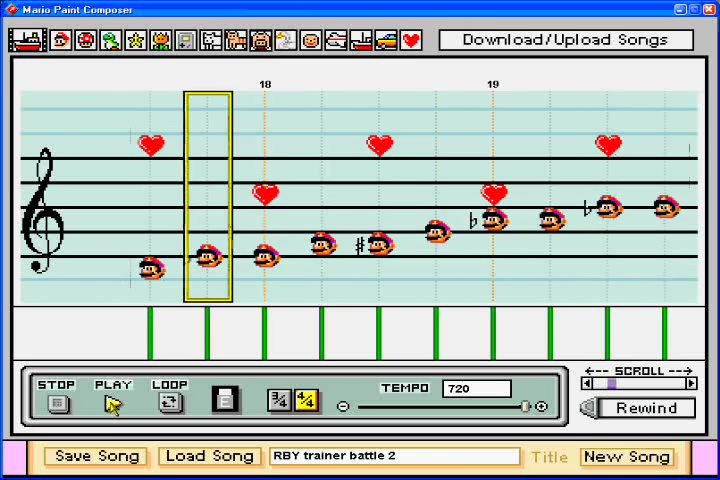 Mario Paint Composer
Download/Upload Songs
18 19
STOP PLAY LOOP
3/4 4/4
TEMPO 720
<-- SCROLL -->
Rewind
Save Song Load Song RBY trainer battle 2 Title New Song